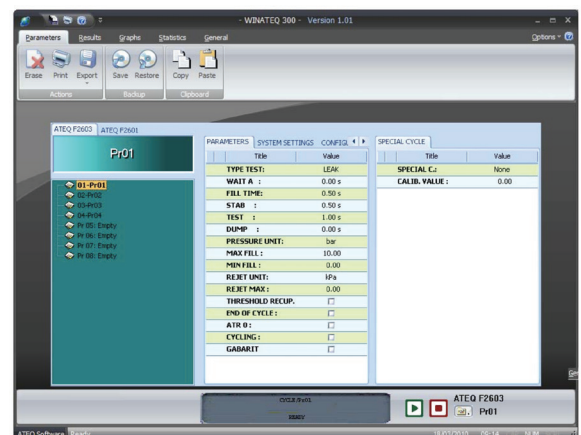 - WINATEQ 300 - Version 1.01
Parameters Results Graphs Statistics General Options
Erase Print Export Save Restore Copy Paste
Actions Backup Clipboard
ATEQ F2603 ATEQ F2601
Pr01
01-Pr01
02-Pr02
03-Pr03
04-Pr04
Pr 05: Empty
Pr 06: Empty
Pr 07: Empty
Pr 08: Empty
PARAMETERS SYSTEM SETTINGS CONFIG.
Title Value
TYPE TEST: LEAK
WAIT A : 0.00 s
FILL TIME: 0.50 s
STAB : 0.50 s
TEST : 1.00 s
DUMP : 0.00 s
PRESSURE UNIT: bar
MAX FILL : 10.00
MIN FILL : 0.00
REJET UNIT: kPa
REJET MAX : 0.00
THRESHOLD RECUP.
END OF CYCLE :
ATR 0 :
CYCLING :
GABARIT
SPECIAL CYCLE
Title Value
SPECIAL C.: None
CALIB. VALUE : 0.00
CYCLE Pr01
READY
ATEQ F2603
Pr01
ATEQ Software Ready